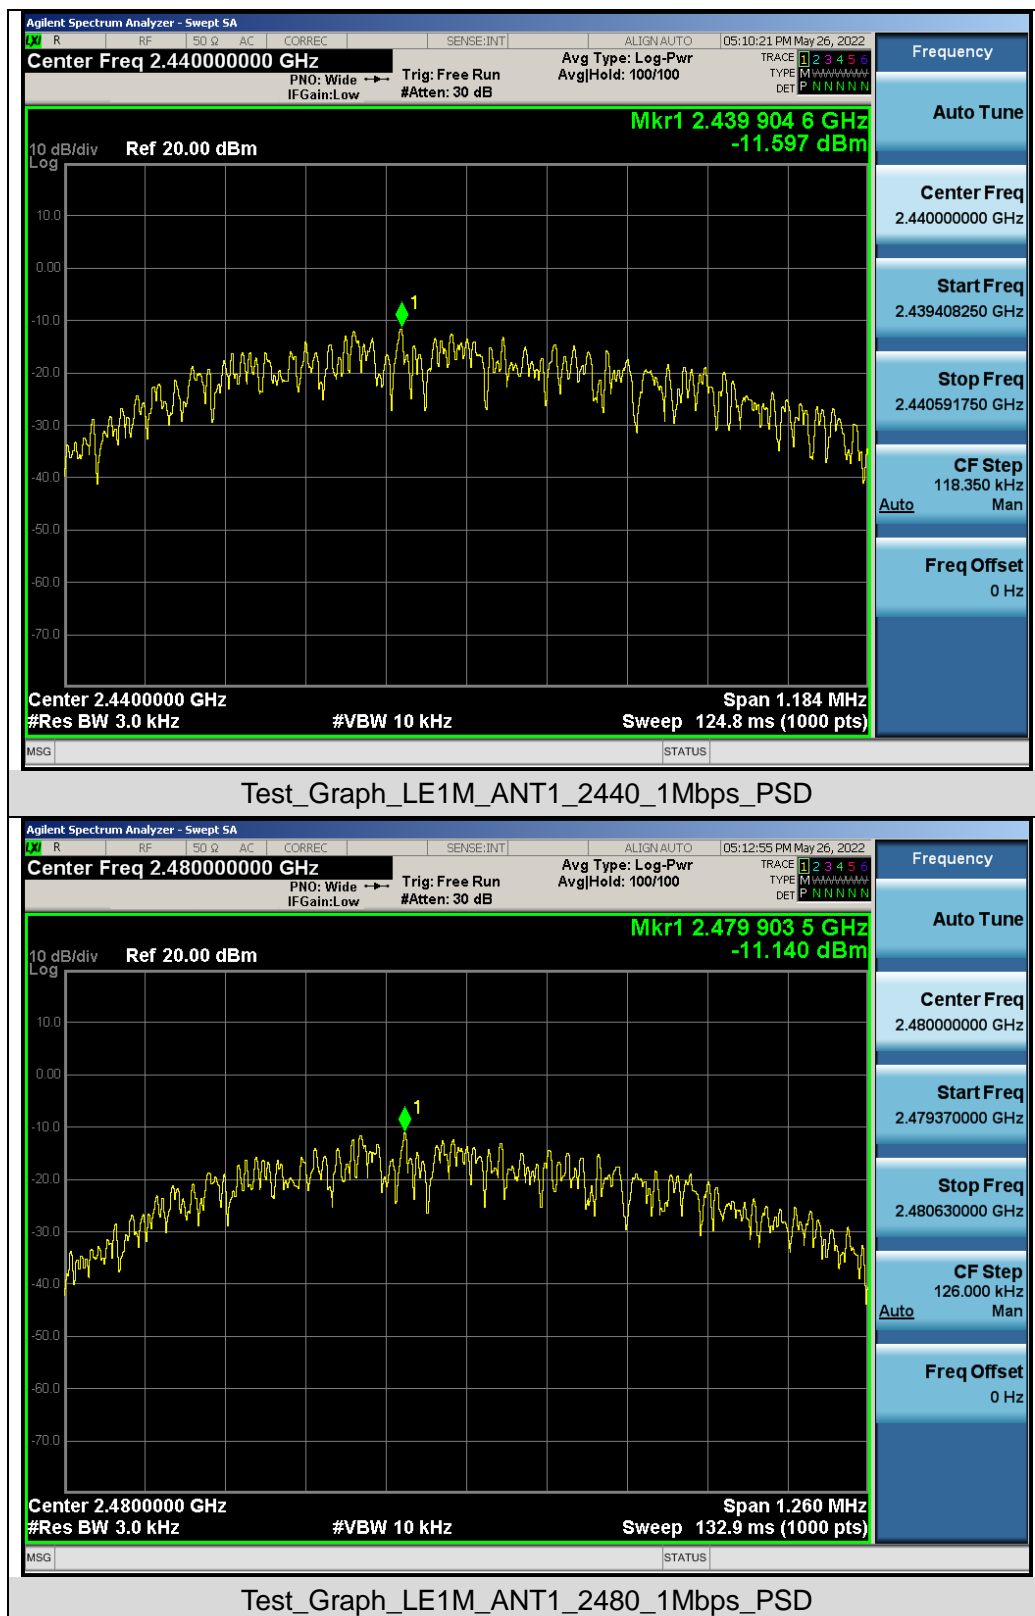 Agilent Spectrum Analyzer - Swept SA
LXI R RF 50 Ω AC CORREC SENSE:INT ALIGN AUTO 05:10:21 PM May 26, 2022
Center Freq 2.440000000 GHz
PNO: Wide
IFGain:Low
Trig: Free Run
#Atten: 30 dB
Avg Type: Log-Pwr
Avg|Hold: 100/100
TRACE 1 2 3 4 5 6
TYPE M WWWWW
DET P N N N N N
Mkr1 2.439 904 6 GHz
-11.597 dBm
10 dB/div Ref 20.00 dBm
Log
10.0
0.00
-10.0
-20.0
-30.0
-40.0
-50.0
-60.0
-70.0
1
Center 2.4400000 GHz Span 1.184 MHz
#Res BW 3.0 kHz #VBW 10 kHz Sweep 124.8 ms (1000 pts)
MSG STATUS
Frequency
Auto Tune
Center Freq
2.440000000 GHz
Start Freq
2.439408250 GHz
Stop Freq
2.440591750 GHz
CF Step
118.350 kHz
Auto Man
Freq Offset
0 Hz
Test_Graph_LE1M_ANT1_2440_1Mbps_PSD
Agilent Spectrum Analyzer - Swept SA
LXI R RF 50 Ω AC CORREC SENSE:INT ALIGN AUTO 05:12:55 PM May 26, 2022
Center Freq 2.480000000 GHz
PNO: Wide
IFGain:Low
Trig: Free Run
#Atten: 30 dB
Avg Type: Log-Pwr
Avg|Hold: 100/100
TRACE 1 2 3 4 5 6
TYPE M WWWWW
DET P N N N N N
Mkr1 2.479 903 5 GHz
-11.140 dBm
10 dB/div Ref 20.00 dBm
Log
10.0
0.00
-10.0
-20.0
-30.0
-40.0
-50.0
-60.0
-70.0
1
Center 2.4800000 GHz Span 1.260 MHz
#Res BW 3.0 kHz #VBW 10 kHz Sweep 132.9 ms (1000 pts)
MSG STATUS
Frequency
Auto Tune
Center Freq
2.480000000 GHz
Start Freq
2.479370000 GHz
Stop Freq
2.480630000 GHz
CF Step
126.000 kHz
Auto Man
Freq Offset
0 Hz
Test_Graph_LE1M_ANT1_2480_1Mbps_PSD